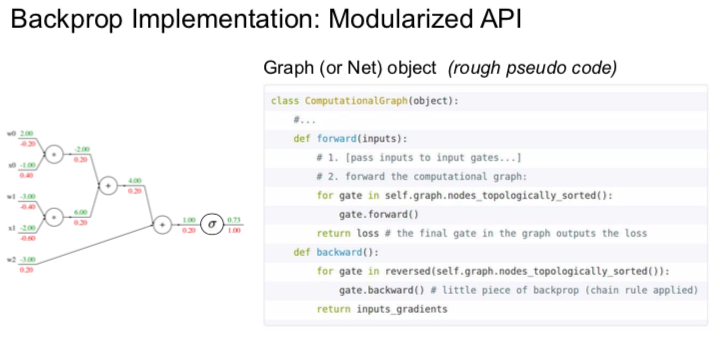 Backprop Implementation: Modularized API
Graph (or Net) object (rough pseudo code)
class ComputationalGraph(object):
#...
def forward(inputs):
# 1. [pass inputs to input gates...]
# 2. forward the computational graph:
for gate in self.graph.nodes_topologically_sorted():
gate.forward()
return loss # the final gate in the graph outputs the loss
def backward():
for gate in reversed(self.graph.nodes_topologically_sorted()):
gate.backward() # little piece of backprop (chain rule applied)
return inputs_gradients
w0 2.00
-0.20
x0 -1.00
0.40
-2.00
0.20
w1 -3.00
-0.40
x1 -2.00
-0.60
6.00
0.20
4.00
0.20
w2 -3.00
0.20
1.00
0.20
σ
0.73
1.00